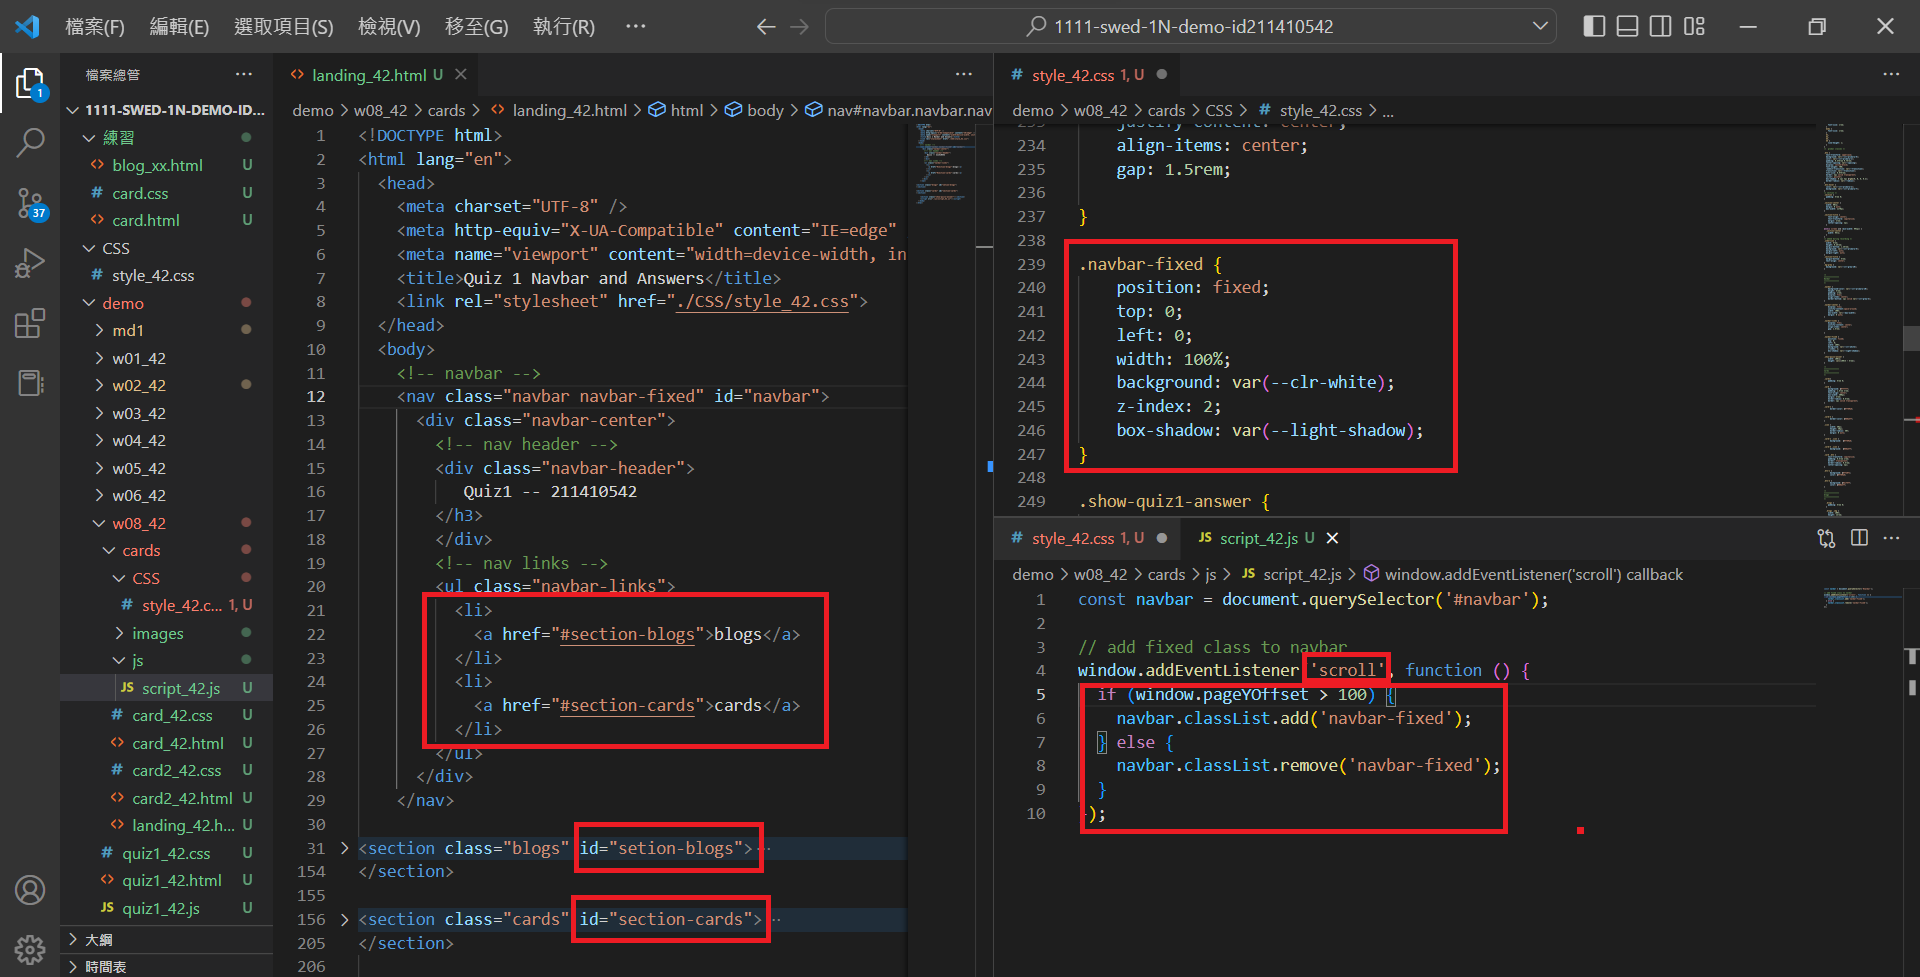 檔案(F) 編輯(E) 選取項目(S) 檢視(V) 移至(G) 執行(R) ··· 1111-swed-1N-demo-id211410542
檔案總管 ···
1111-SWED-1N-DEMO-ID...
練習
blog_xx.html U
card.css U
card.html U
CSS
style_42.css
demo
md1
w01_42
w02_42
w03_42
w04_42
w05_42
w06_42
w08_42
cards
CSS
style_42.c... 1, U
images
js
script_42.js U
card_42.css U
card_42.html U
card2_42.css U
card2_42.html U
landing_42.h... U
quiz1_42.css U
quiz1_42.html U
quiz1_42.js U
大綱
時間表
1
37
landing_42.html U
demo > w08_42 > cards > landing_42.html > html > body > nav#navbar.navbar.nav
1 <!DOCTYPE html>
2 <html lang="en">
3 <head>
4 <meta charset="UTF-8" />
5 <meta http-equiv="X-UA-Compatible" content="IE=edge"
6 <meta name="viewport" content="width=device-width, in
7 <title>Quiz 1 Navbar and Answers</title>
8 <link rel="stylesheet" href="./CSS/style_42.css">
9 </head>
10 <body>
11 <!-- navbar -->
12 <nav class="navbar navbar-fixed" id="navbar">
13 <div class="navbar-center">
14 <!-- nav header -->
15 <div class="navbar-header">
16 Quiz1 -- 211410542
17 </h3>
18 </div>
19 <!-- nav links -->
20 <ul class="navbar-links">
21 <li>
22 <a href="#section-blogs">blogs</a>
23 </li>
24 <li>
25 <a href="#section-cards">cards</a>
26 </li>
27 </ul>
28 </div>
29 </nav>
30
31 <section class="blogs" id="setion-blogs">··
154 </section>
155
156 <section class="cards" id="section-cards">··
205 </section>
206
style_42.css 1, U
demo > w08_42 > cards > CSS > style_42.css > ...
233 justify-content: center;
234 align-items: center;
235 gap: 1.5rem;
236
237 }
238
239 .navbar-fixed {
240 position: fixed;
241 top: 0;
242 left: 0;
243 width: 100%;
244 background: var(--clr-white);
245 z-index: 2;
246 box-shadow: var(--light-shadow);
247 }
248
249 .show-quiz1-answer {
style_42.css 1, U script_42.js U
demo > w08_42 > cards > js > script_42.js > window.addEventListener('scroll') callback
1 const navbar = document.querySelector('#navbar');
2
3 // add fixed class to navbar
4 window.addEventListener 'scroll', function () {
5 if (window.pageYOffset > 100) {
6 navbar.classList.add('navbar-fixed');
7 } else {
8 navbar.classList.remove('navbar-fixed');
9 }
10 );